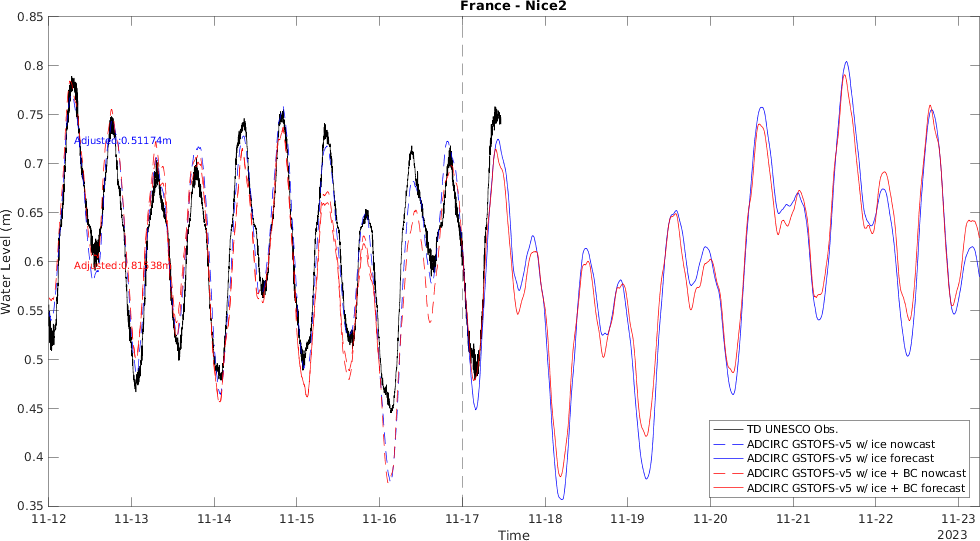 France - Nice2
0.85
0.8
0.75
0.7
0.65
0.6
0.55
0.5
0.45
0.4
0.35
Water Level (m)
Adjusted:0.51174m
Adjusted:0.81538m
TD UNESCO Obs.
ADCIRC GSTOFS-v5 w/ ice nowcast
ADCIRC GSTOFS-v5 w/ ice forecast
ADCIRC GSTOFS-v5 w/ ice + BC nowcast
ADCIRC GSTOFS-v5 w/ ice + BC forecast
11-12 11-13 11-14 11-15 11-16 11-17 11-18 11-19 11-20 11-21 11-22 11-23
Time
2023